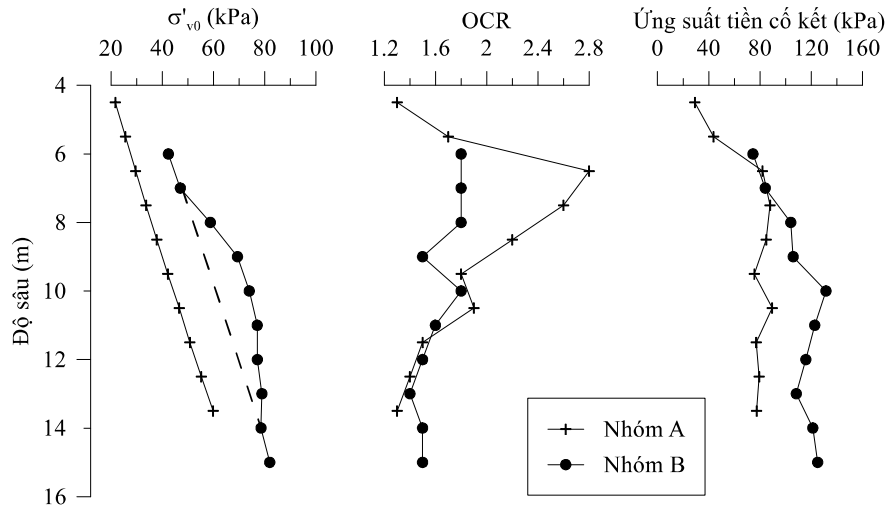 σ'v0 (kPa)
OCR
Ứng suất tiền cố kết (kPa)
20 40 60 80 100
1.2 1.6 2 2.4 2.8
0 40 80 120 160
4
6
8
10
12
14
16
Độ sâu (m)
Nhóm A
Nhóm B